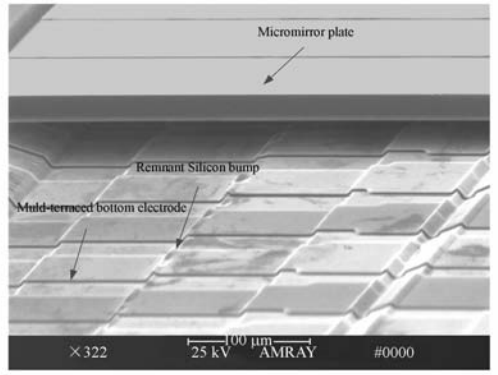 Micromirror plate
Remnant Silicon bump
Muld-terraced bottom electrode
100 μm
×322 25 kV AMRAY #0000